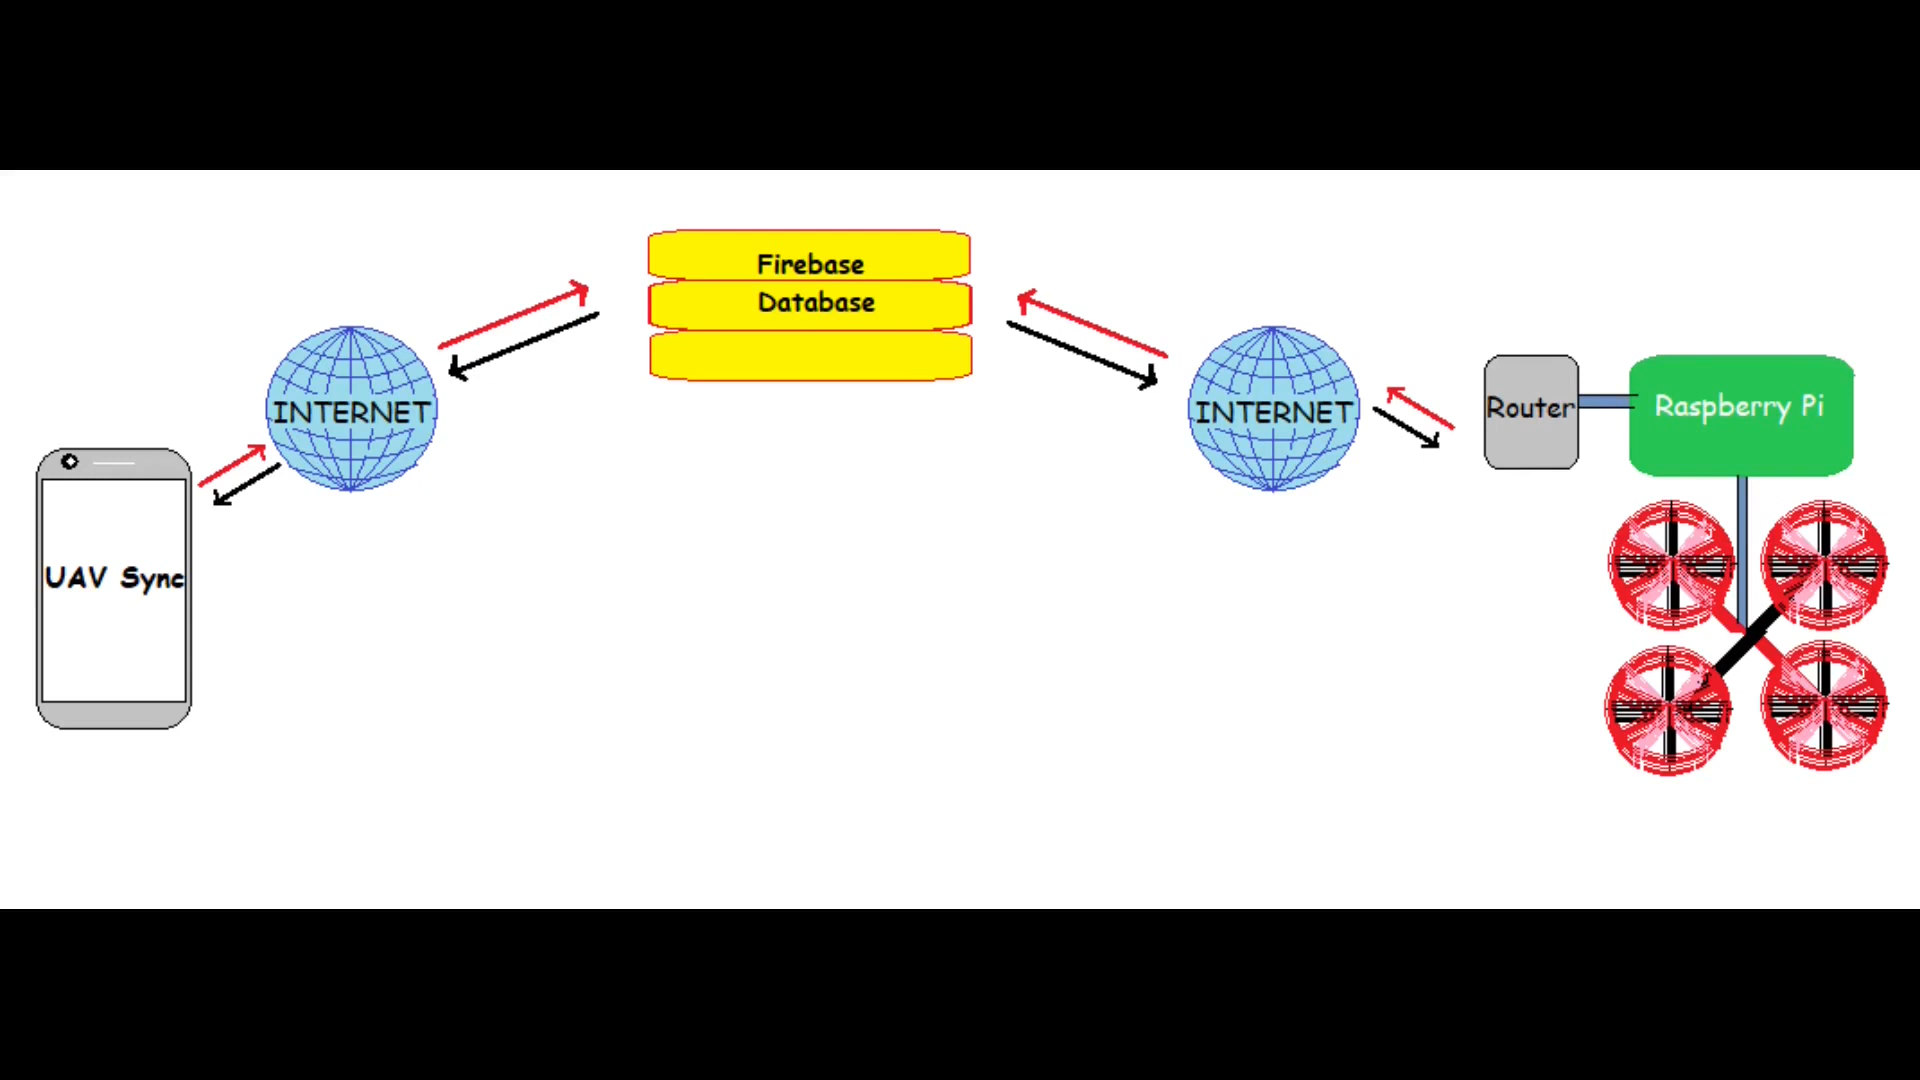 Firebase
Database
INTERNET
INTERNET
Router
Raspberry Pi
UAV Sync